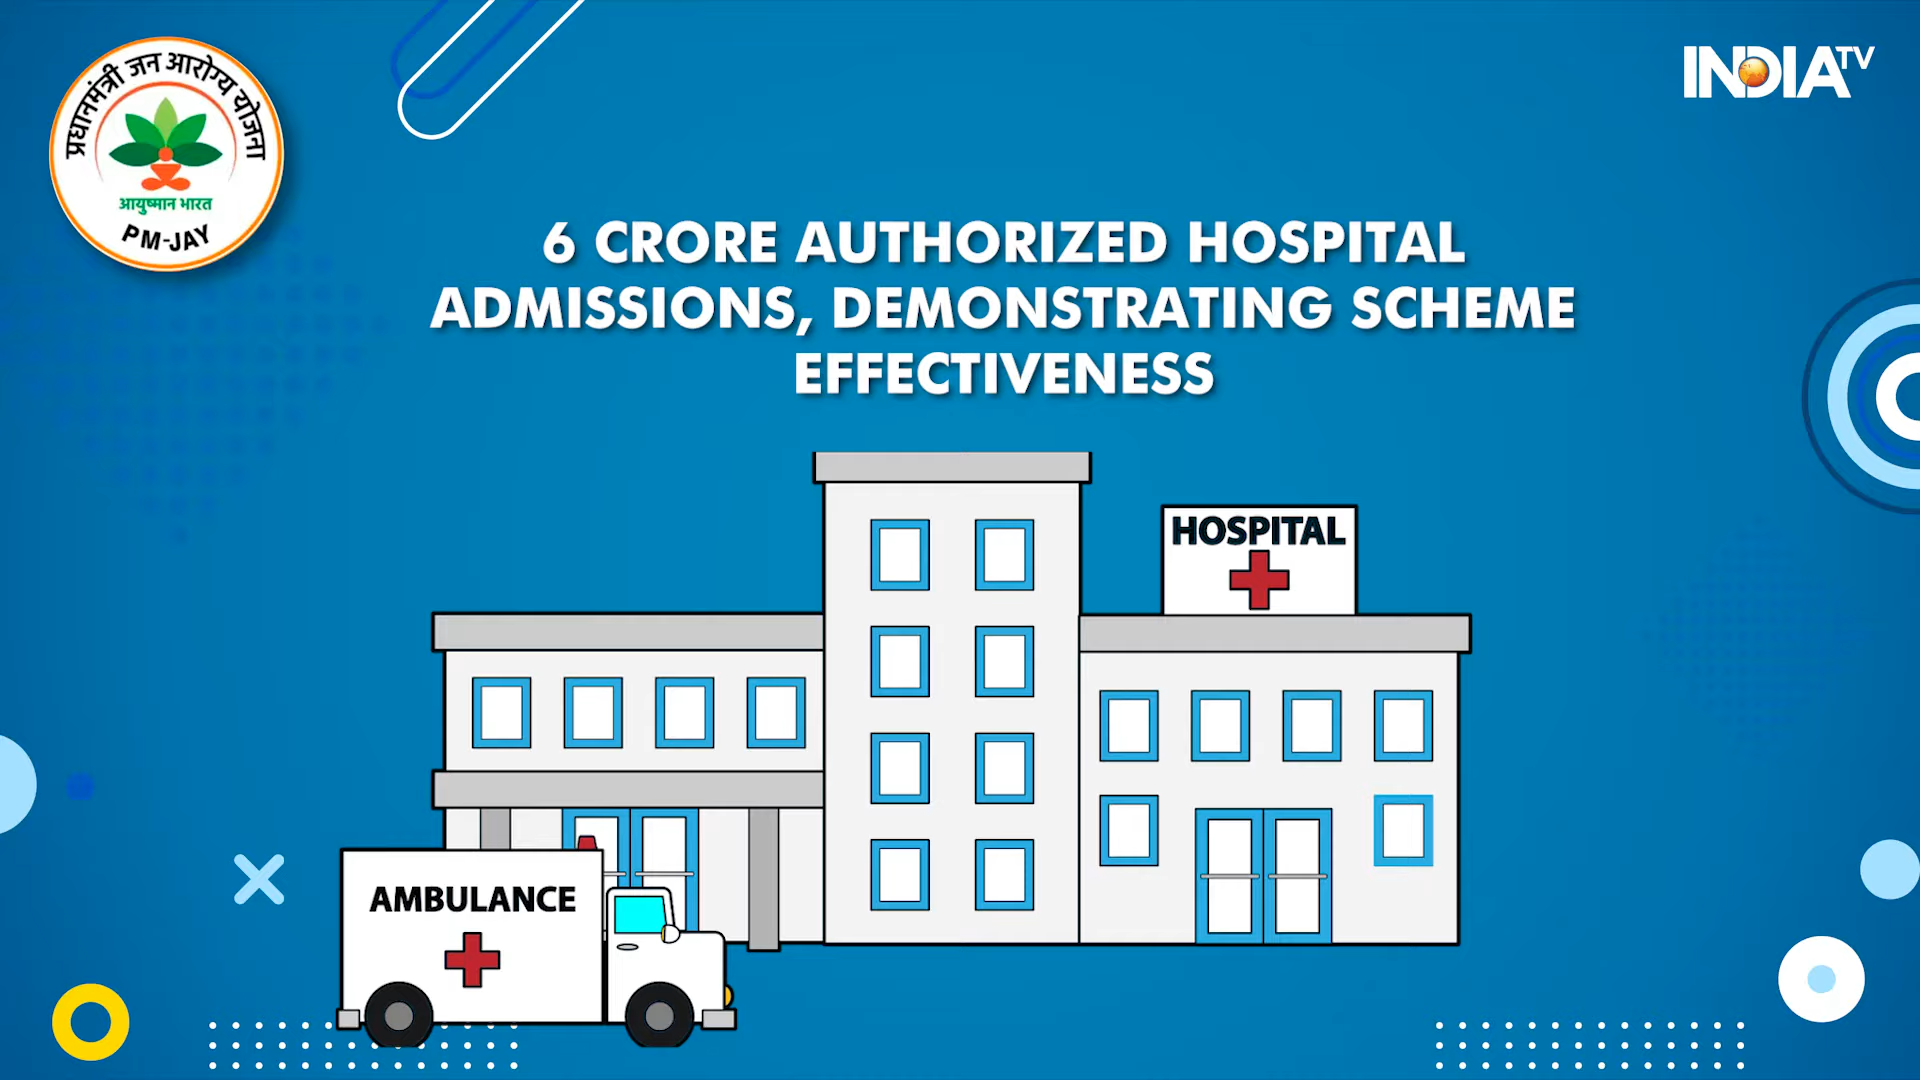 प्रधानमंत्री जन आरोग्य योजना
आयुष्मान भारत
PM-JAY
INDIA TV
6 CRORE AUTHORIZED HOSPITAL
ADMISSIONS, DEMONSTRATING SCHEME
EFFECTIVENESS
HOSPITAL
AMBULANCE